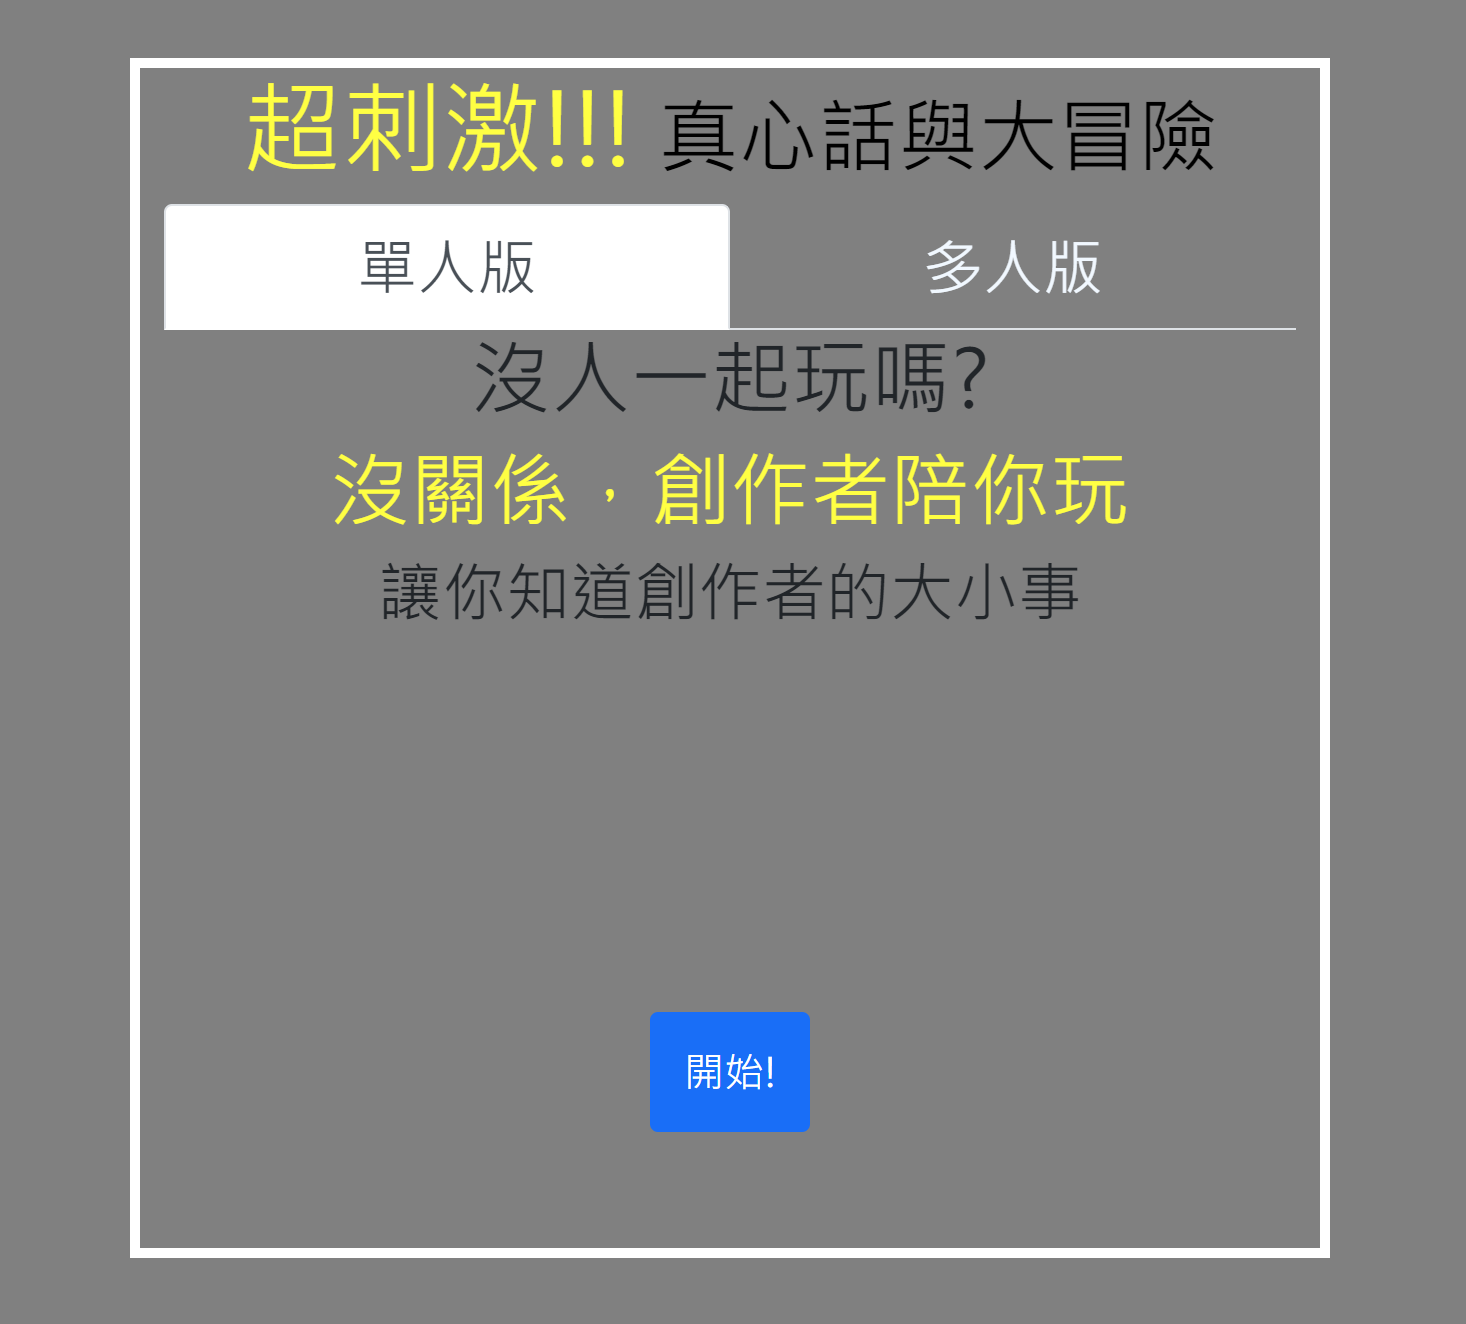 超刺激!!! 真心話與大冒險
單人版 多人版
沒人一起玩嗎?
沒關係，創作者陪你玩
讓你知道創作者的大小事
開始!